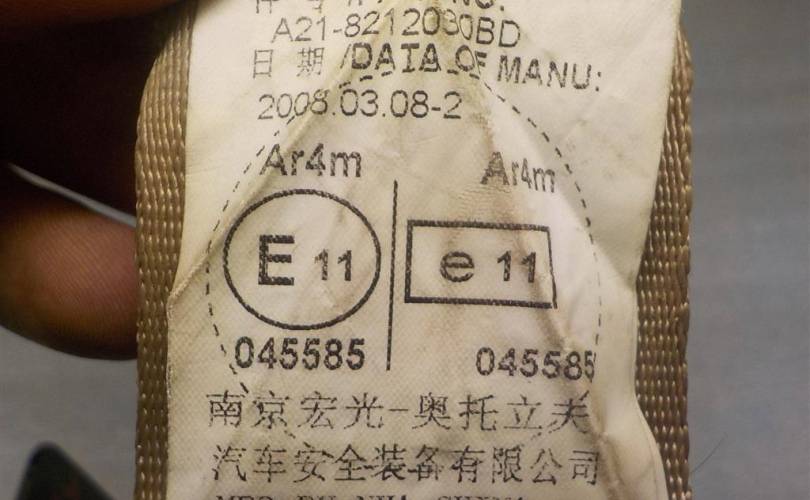 A21-8212030BD
日期/DATA OF MANU:
2008.03.08-2
Ar4m Ar4m
E 11 e 11
045585 045585
南京宏光-奥托立夫
汽车安全装备有限公司